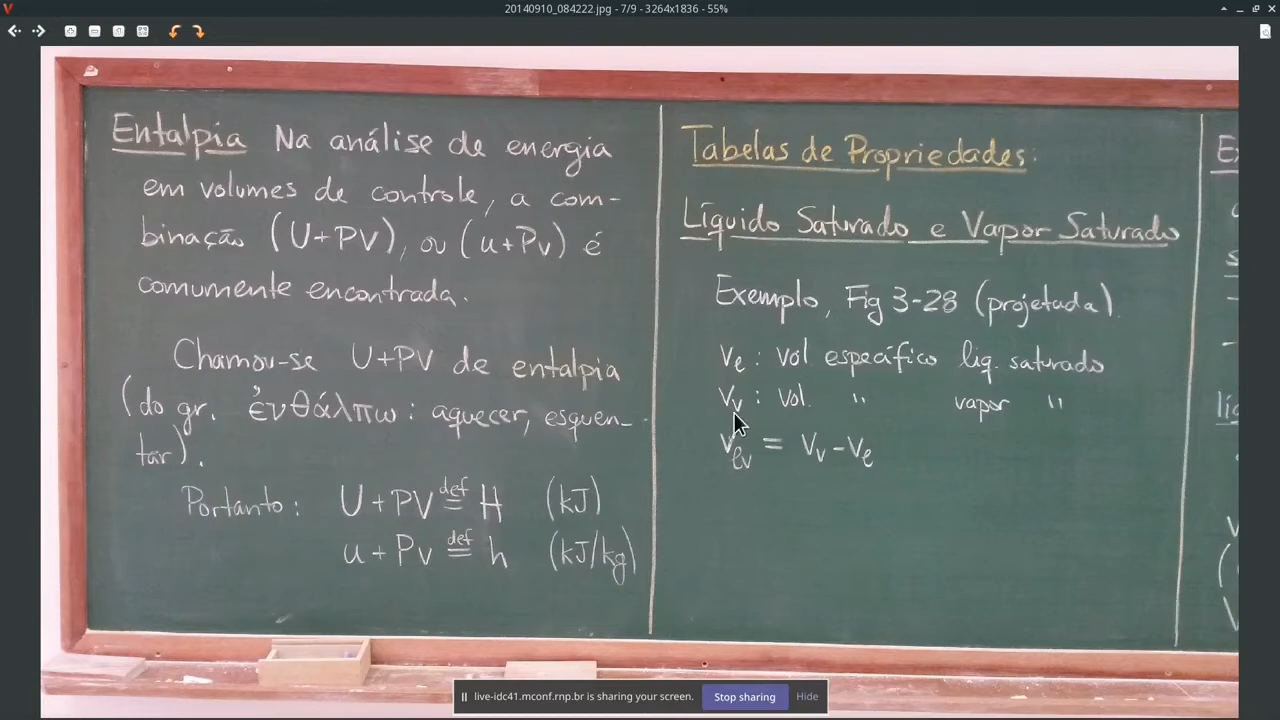 20140910_084222.jpg - 7/9 - 3264x1836 - 55%
Entalpia Na análise de energia
em volumes de controle, a com-
binação (U+PV), ou (u+Pv) é
comumente encontrada.
Chamou-se U+PV de entalpia
(do gr. ἐνθάλπω: aquecer, esquen-
tar).
Portanto: U+PV ≝ H (kJ)
u+Pv ≝ h (kJ/kg)
Tabelas de Propriedades:
Líquido Saturado e Vapor Saturado
Exemplo, Fig 3-28 (projetada).
vℓ: vol específico liq. saturado
vv: vol. " vapor "
vℓv = vv-vℓ
live-idc41.mconf.rnp.br is sharing your screen. Stop sharing Hide